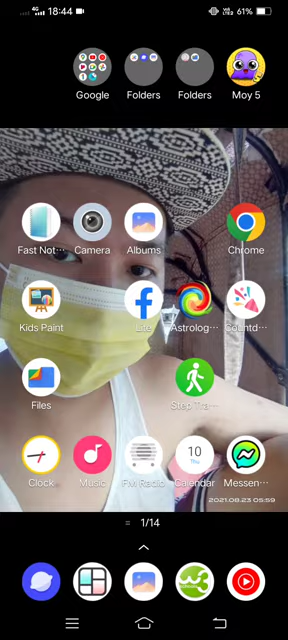 4G 18:44 61%
Google Folders Folders Moy 5
Fast Not··· Camera Albums Chrome
Kids Paint Lite Astrolog··· Countd···
Files Step Tra···
10
Thu
Clock Music FM Radio Calendar Messen···
2021.08.23 05:59
1/14